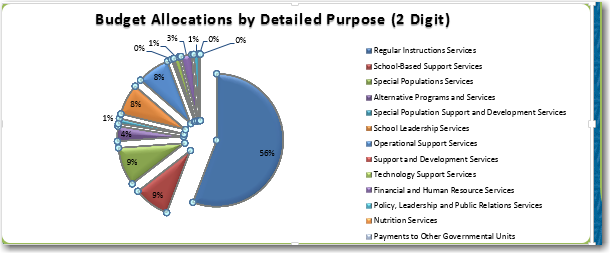 Budget Allocations by Detailed Purpose (2 Digit)
0%
1%
3%
1%
0%
0%
8%
8%
1%
4%
9%
9%
56%
Regular Instructions Services
School-Based Support Services
Special Populations Services
Alternative Programs and Services
Special Population Support and Development Services
School Leadership Services
Operational Support Services
Support and Development Services
Technology Support Services
Financial and Human Resource Services
Policy, Leadership and Public Relations Services
Nutrition Services
Payments to Other Governmental Units